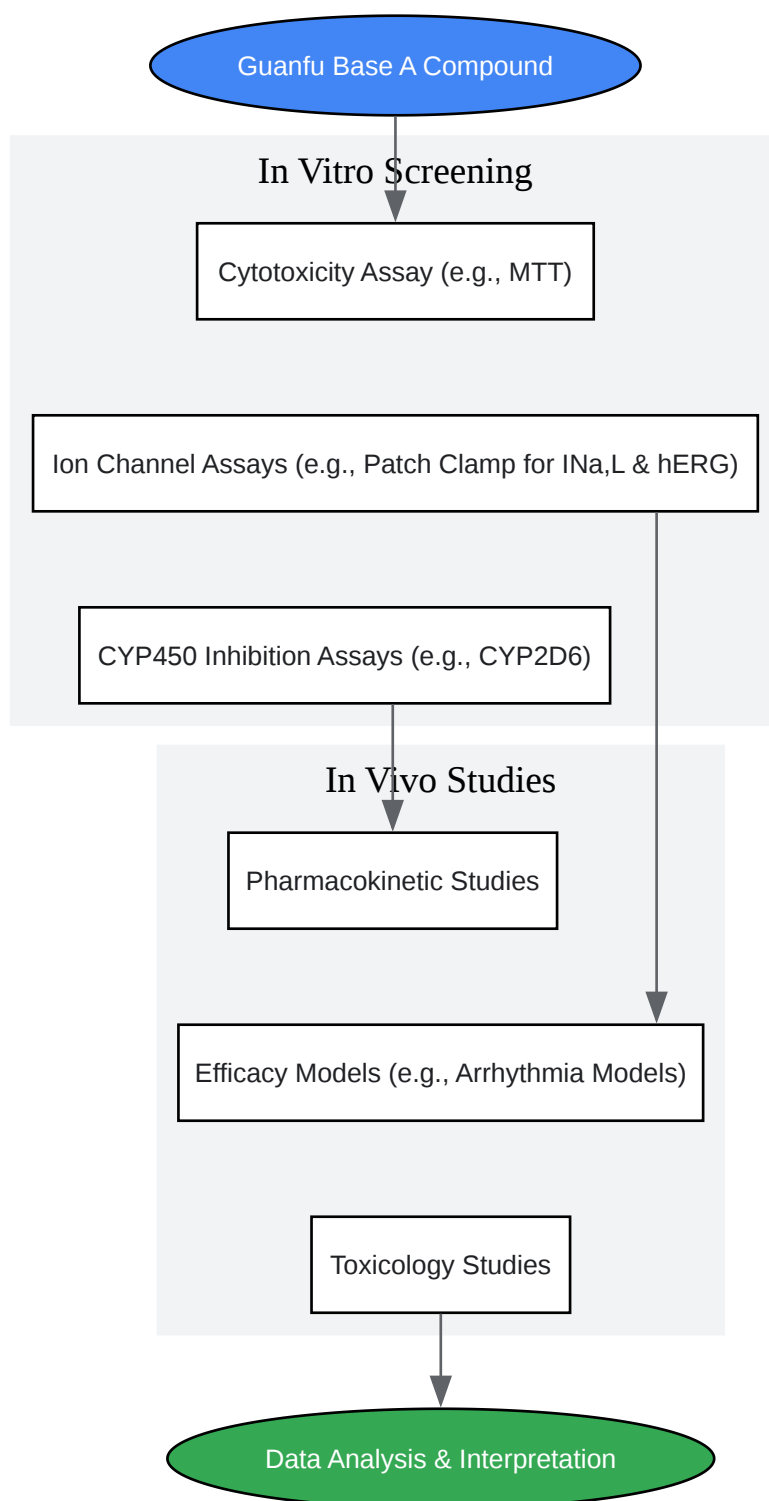 Guanfu Base A Compound
In Vitro Screening
Cytotoxicity Assay (e.g., MTT)
Ion Channel Assays (e.g., Patch Clamp for INa,L & hERG)
CYP450 Inhibition Assays (e.g., CYP2D6)
In Vivo Studies
Pharmacokinetic Studies
Efficacy Models (e.g., Arrhythmia Models)
Toxicology Studies
Data Analysis & Interpretation